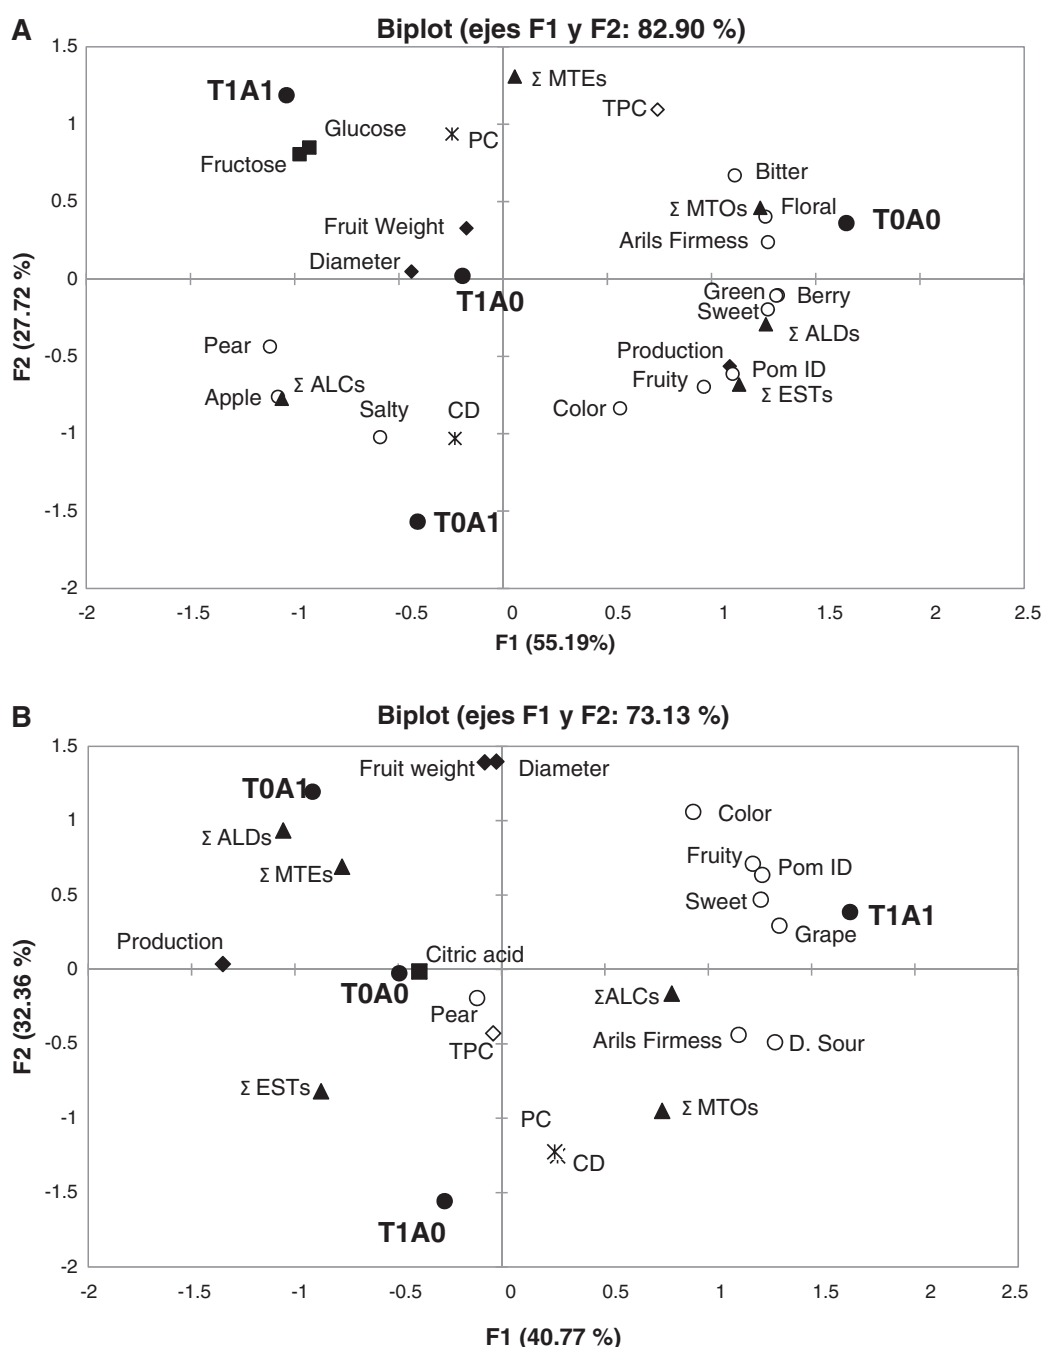 A
Biplot (ejes F1 y F2: 82.90 %)
1.5
T1A1
Σ MTEs
TPC
1
Glucose
PC
Fructose
Bitter
0.5
Σ MTOs
Floral
T0A0
Fruit Weight
Arils Firmess
Diameter
0
T1A0
Green
Berry
Sweet
Σ ALDs
F2 (27.72 %)
Pear
-0.5
Production
Pom ID
Fruity
Σ ESTs
Apple
Σ ALCs
Salty
CD
Color
-1
-1.5
T0A1
-2
-2
-1.5
-1
-0.5
0
0.5
1
1.5
2
2.5
F1 (55.19%)
B
Biplot (ejes F1 y F2: 73.13 %)
1.5
Fruit weight
Diameter
T0A1
1
Color
Σ ALDs
Σ MTEs
Fruity
Pom ID
0.5
Sweet
T1A1
Grape
Production
Citric acid
0
T0A0
ΣALCs
Pear
F2 (32.36 %)
-0.5
TPC
Arils Firmess
D. Sour
Σ ESTs
-1
PC
Σ MTOs
CD
-1.5
T1A0
-2
-2
-1.5
-1
-0.5
0
0.5
1
1.5
2
2.5
F1 (40.77 %)